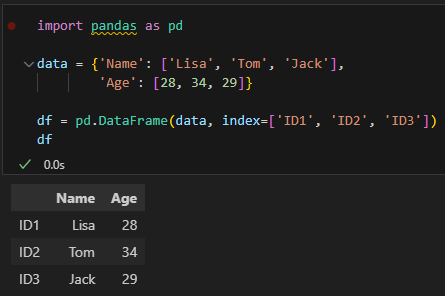 import pandas as pd
data = {'Name': ['Lisa', 'Tom', 'Jack'],
'Age': [28, 34, 29]}
df = pd.DataFrame(data, index=['ID1', 'ID2', 'ID3'])
df
0.0s
Name Age
ID1 Lisa 28
ID2 Tom 34
ID3 Jack 29